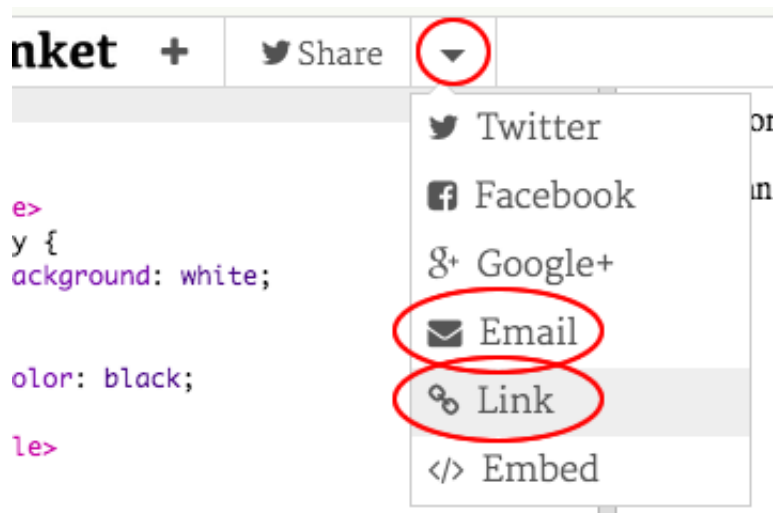 nket + Share
Twitter
Facebook
g+ Google+
Email
Link
</> Embed
e>
y {
ackground: white;
olor: black;
le>